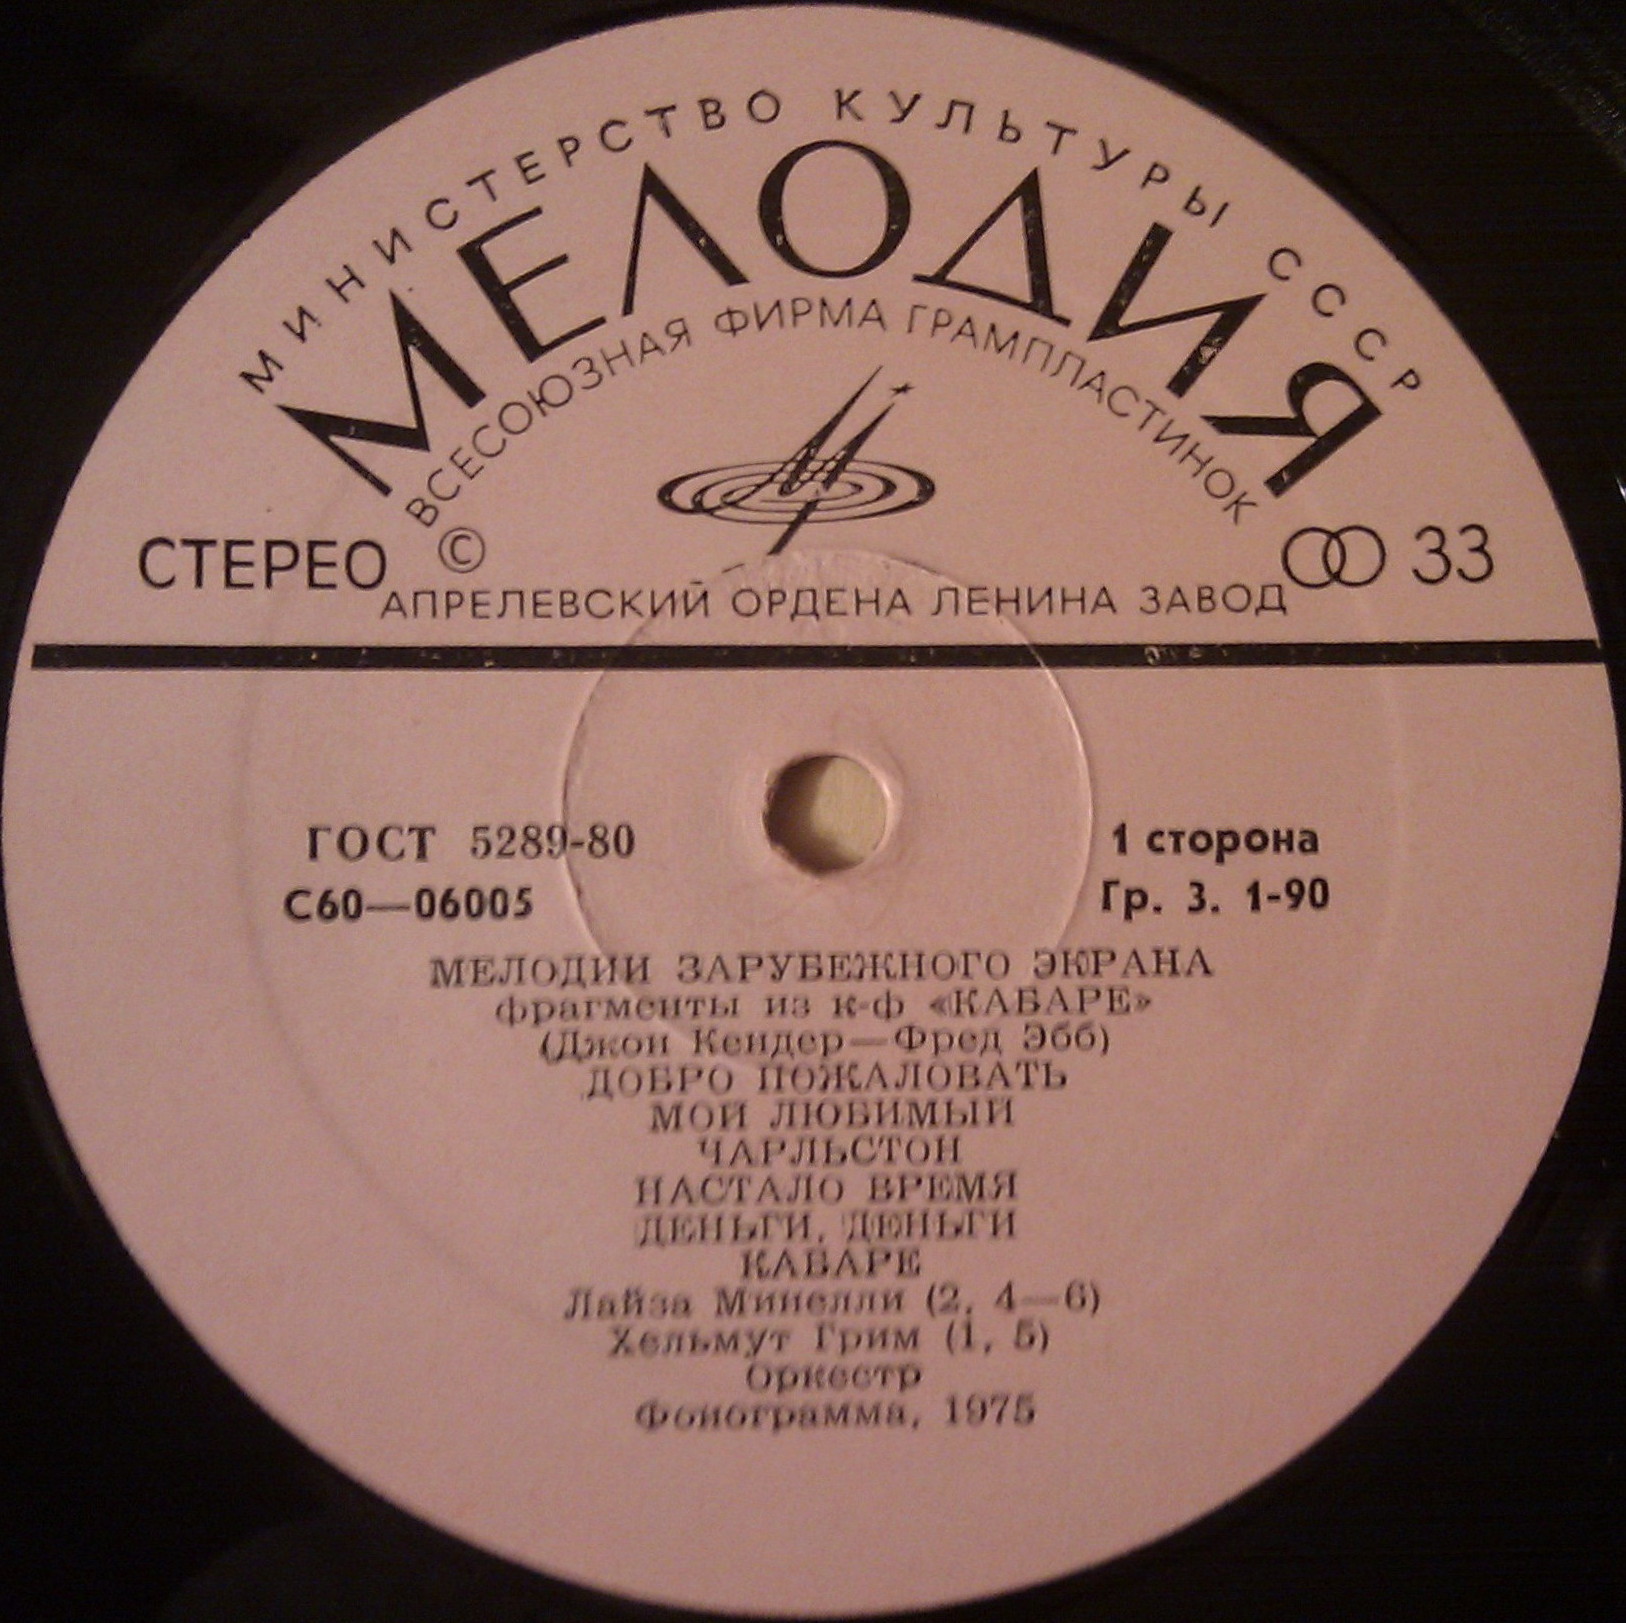 МИНИСТЕРСТВО КУЛЬТУРЫ СССР
МЕЛОДИЯ
ВСЕСОЮЗНАЯ ФИРМА ГРАМПЛАСТИНОК
СТЕРЕО © 33
АПРЕЛЕВСКИЙ ОРДЕНА ЛЕНИНА ЗАВОД
ГОСТ 5289-80 1 сторона
С60—06005 Гр. 3. 1-90
МЕЛОДИИ ЗАРУБЕЖНОГО ЭКРАНА
фрагменты из к-ф «КАБАРЕ»
(Джон Кендер—Фред Эбб)
ДОБРО ПОЖАЛОВАТЬ
МОЙ ЛЮБИМЫЙ
ЧАРЛЬСТОН
НАСТАЛО ВРЕМЯ
ДЕНЬГИ, ДЕНЬГИ
КАБАРЕ
Лайза Минелли (2, 4—6)
Хельмут Грим (1, 5)
Оркестр
Фонограмма, 1975